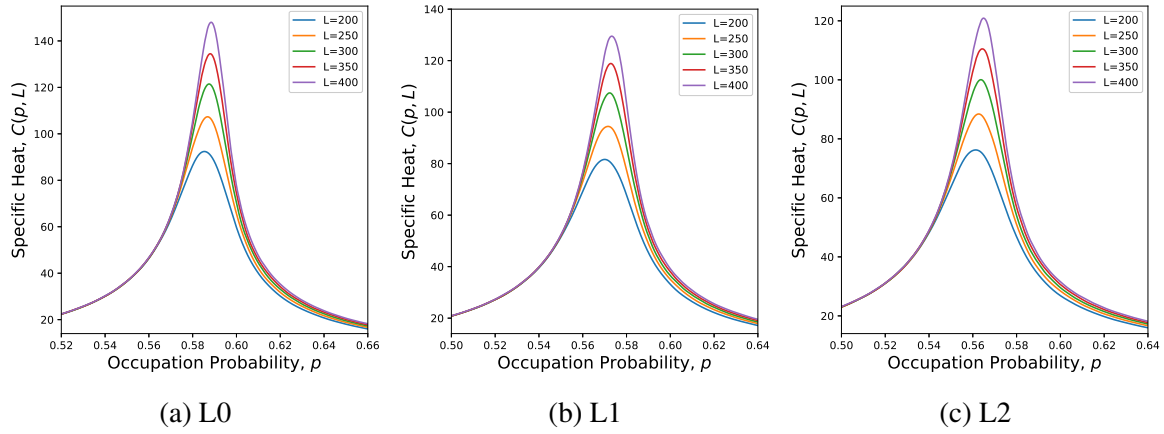 Specific Heat, C(p, L)
140
120
100
80
60
40
20
L=200
L=250
L=300
L=350
L=400
0.52 0.54 0.56 0.58 0.60 0.62 0.64 0.66
Occupation Probability, p
(a) L0
Specific Heat, C(p, L)
140
120
100
80
60
40
20
L=200
L=250
L=300
L=350
L=400
0.50 0.52 0.54 0.56 0.58 0.60 0.62 0.64
Occupation Probability, p
(b) L1
Specific Heat, C(p, L)
120
100
80
60
40
20
L=200
L=250
L=300
L=350
L=400
0.50 0.52 0.54 0.56 0.58 0.60 0.62 0.64
Occupation Probability, p
(c) L2